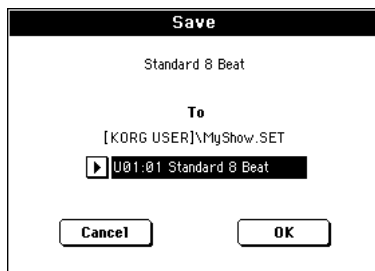 Save
Standard 8 Beat
To
[KORG USER]\MyShow.SET
U01:01 Standard 8 Beat
Cancel OK